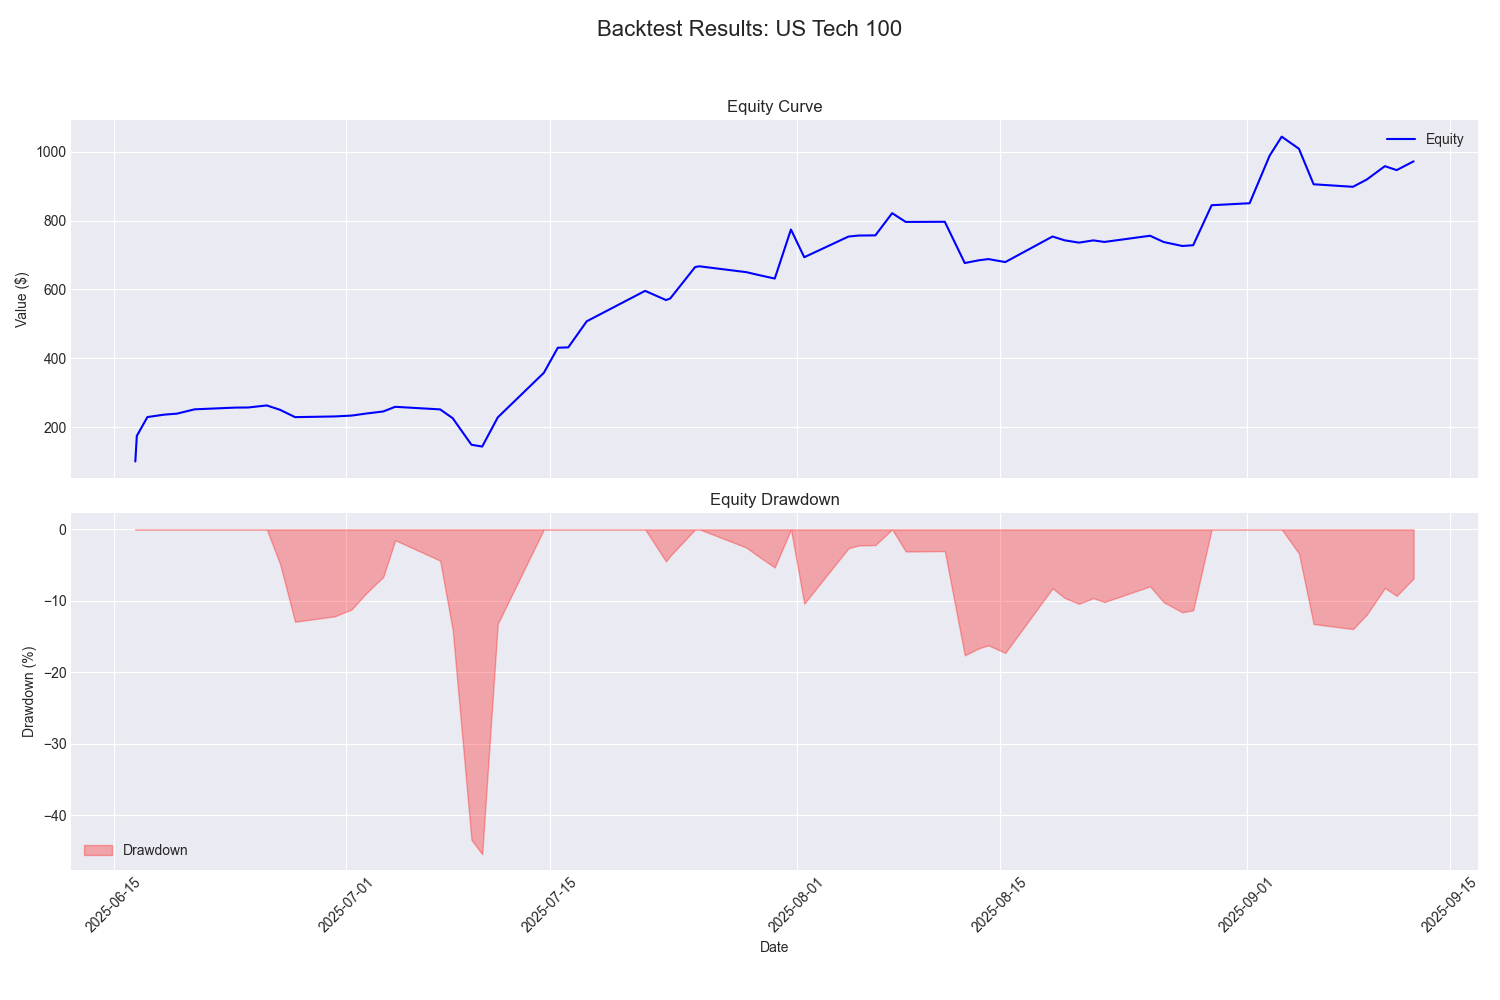 Backtest Results: US Tech 100
Equity Curve
Equity
1000
800
600
400
200
Value ($)
Equity Drawdown
0
−10
−20
−30
−40
Drawdown (%)
Drawdown
2025-06-15
2025-07-01
2025-07-15
2025-08-01
2025-08-15
2025-09-01
2025-09-15
Date